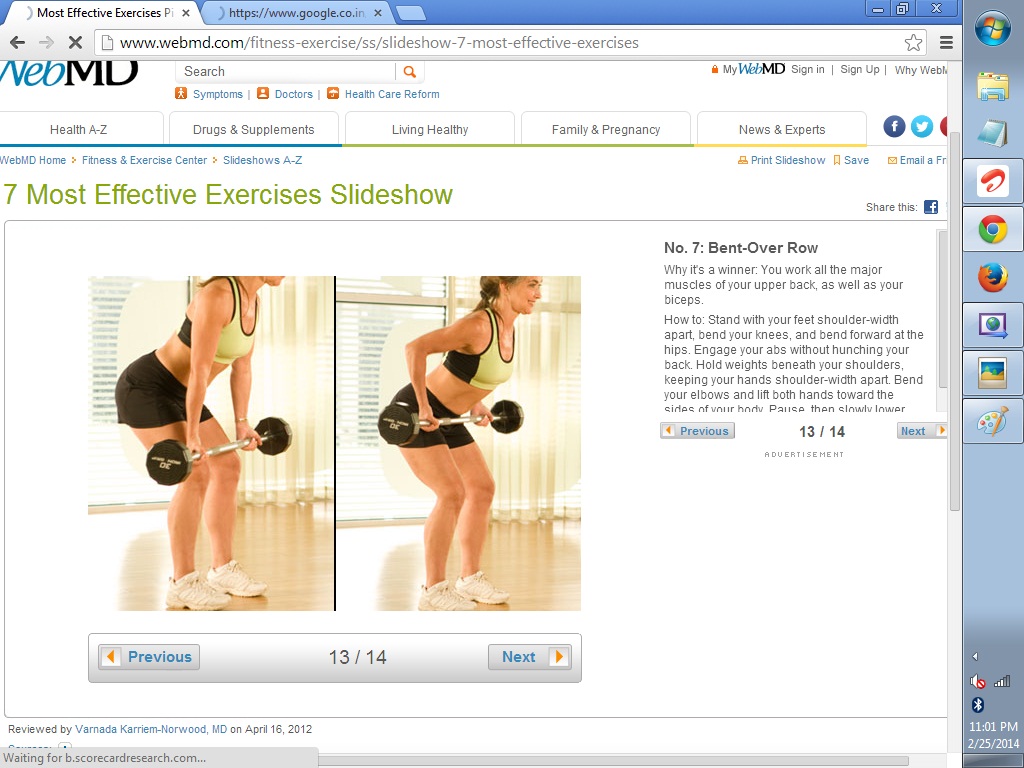 Most Effective Exercises Pi
https://www.google.co.in
www.webmd.com/fitness-exercise/ss/slideshow-7-most-effective-exercises
WebMD
Search
My WebMD Sign in | Sign Up | Why WebM
Symptoms | Doctors | Health Care Reform
Health A-Z
Drugs & Supplements
Living Healthy
Family & Pregnancy
News & Experts
WebMD Home Fitness & Exercise Center Slideshows A-Z
Print Slideshow Save Email a Fr
7 Most Effective Exercises Slideshow
Share this:
No. 7: Bent-Over Row
Why it's a winner: You work all the major
muscles of your upper back, as well as your
biceps.
How to: Stand with your feet shoulder-width
apart, bend your knees, and bend forward at the
hips. Engage your abs without hunching your
back. Hold weights beneath your shoulders,
keeping your hands shoulder-width apart. Bend
your elbows and lift both hands toward the
sides of your body. Pause, then slowly lower
Previous 13 / 14 Next
ADVERTISEMENT
30
30
Previous 13 / 14 Next
Reviewed by Varnada Karriem-Norwood, MD on April 16, 2012
Sources:
Waiting for b.scorecardresearch.com...
11:01 PM
2/25/2014